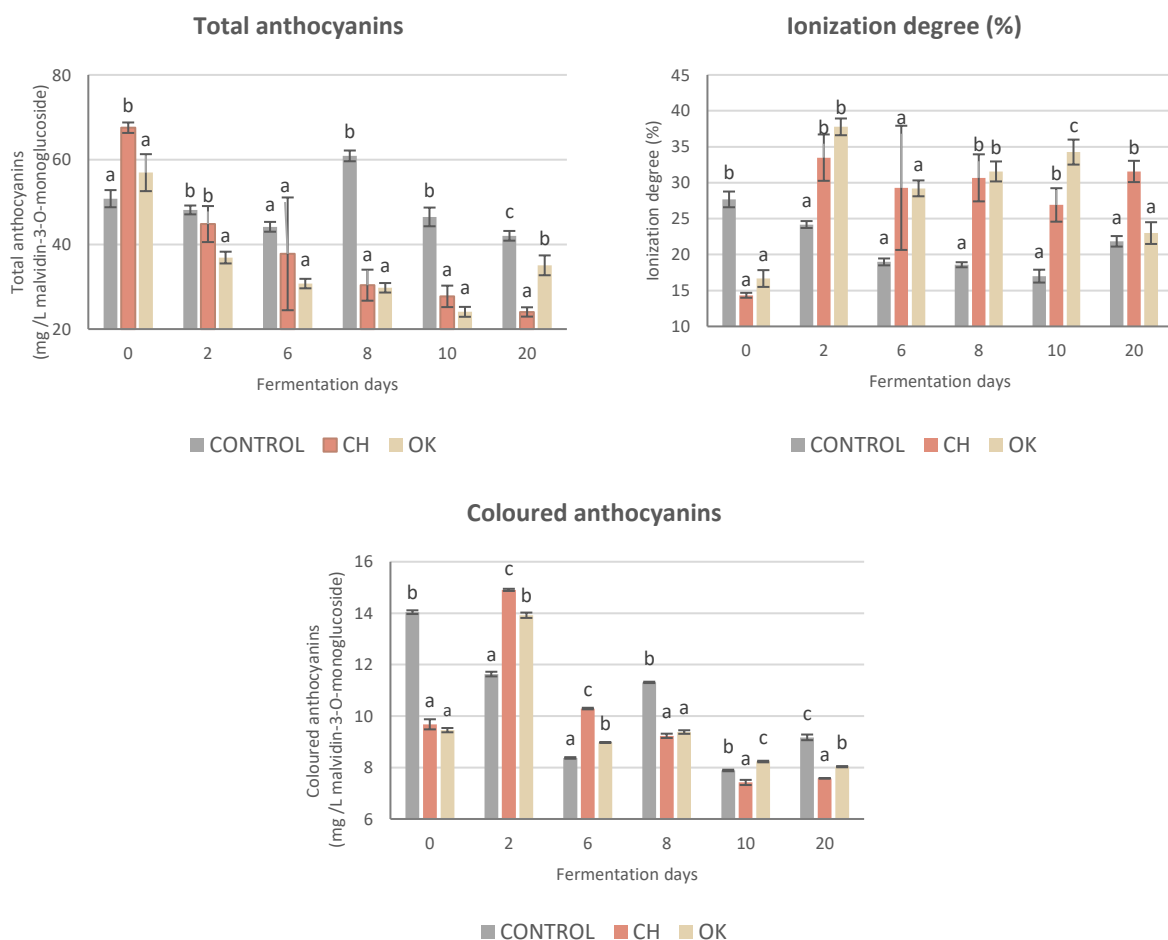 Total anthocyanins
Total anthocyanins
(mg /L malvidin-3-O-monoglucoside)
80
60
40
20
a b a
b b a
a a
b a a
b a a
c a b
0 2 6 8 10 20
Fermentation days
CONTROL CH OK
Ionization degree (%)
Ionization degree (%)
45
40
35
30
25
20
15
10
b a a
a b b
a a a
a b b
a b c
a b a
0 2 6 8 10 20
Fermentation days
CONTROL CH OK
Coloured anthocyanins
Coloured anthocyanins
(mg /L malvidin-3-O-monoglucoside)
16
14
12
10
8
6
b a a
a c b
a c b
b a a
b a c
c a b
0 2 6 8 10 20
Fermentation days
CONTROL CH OK